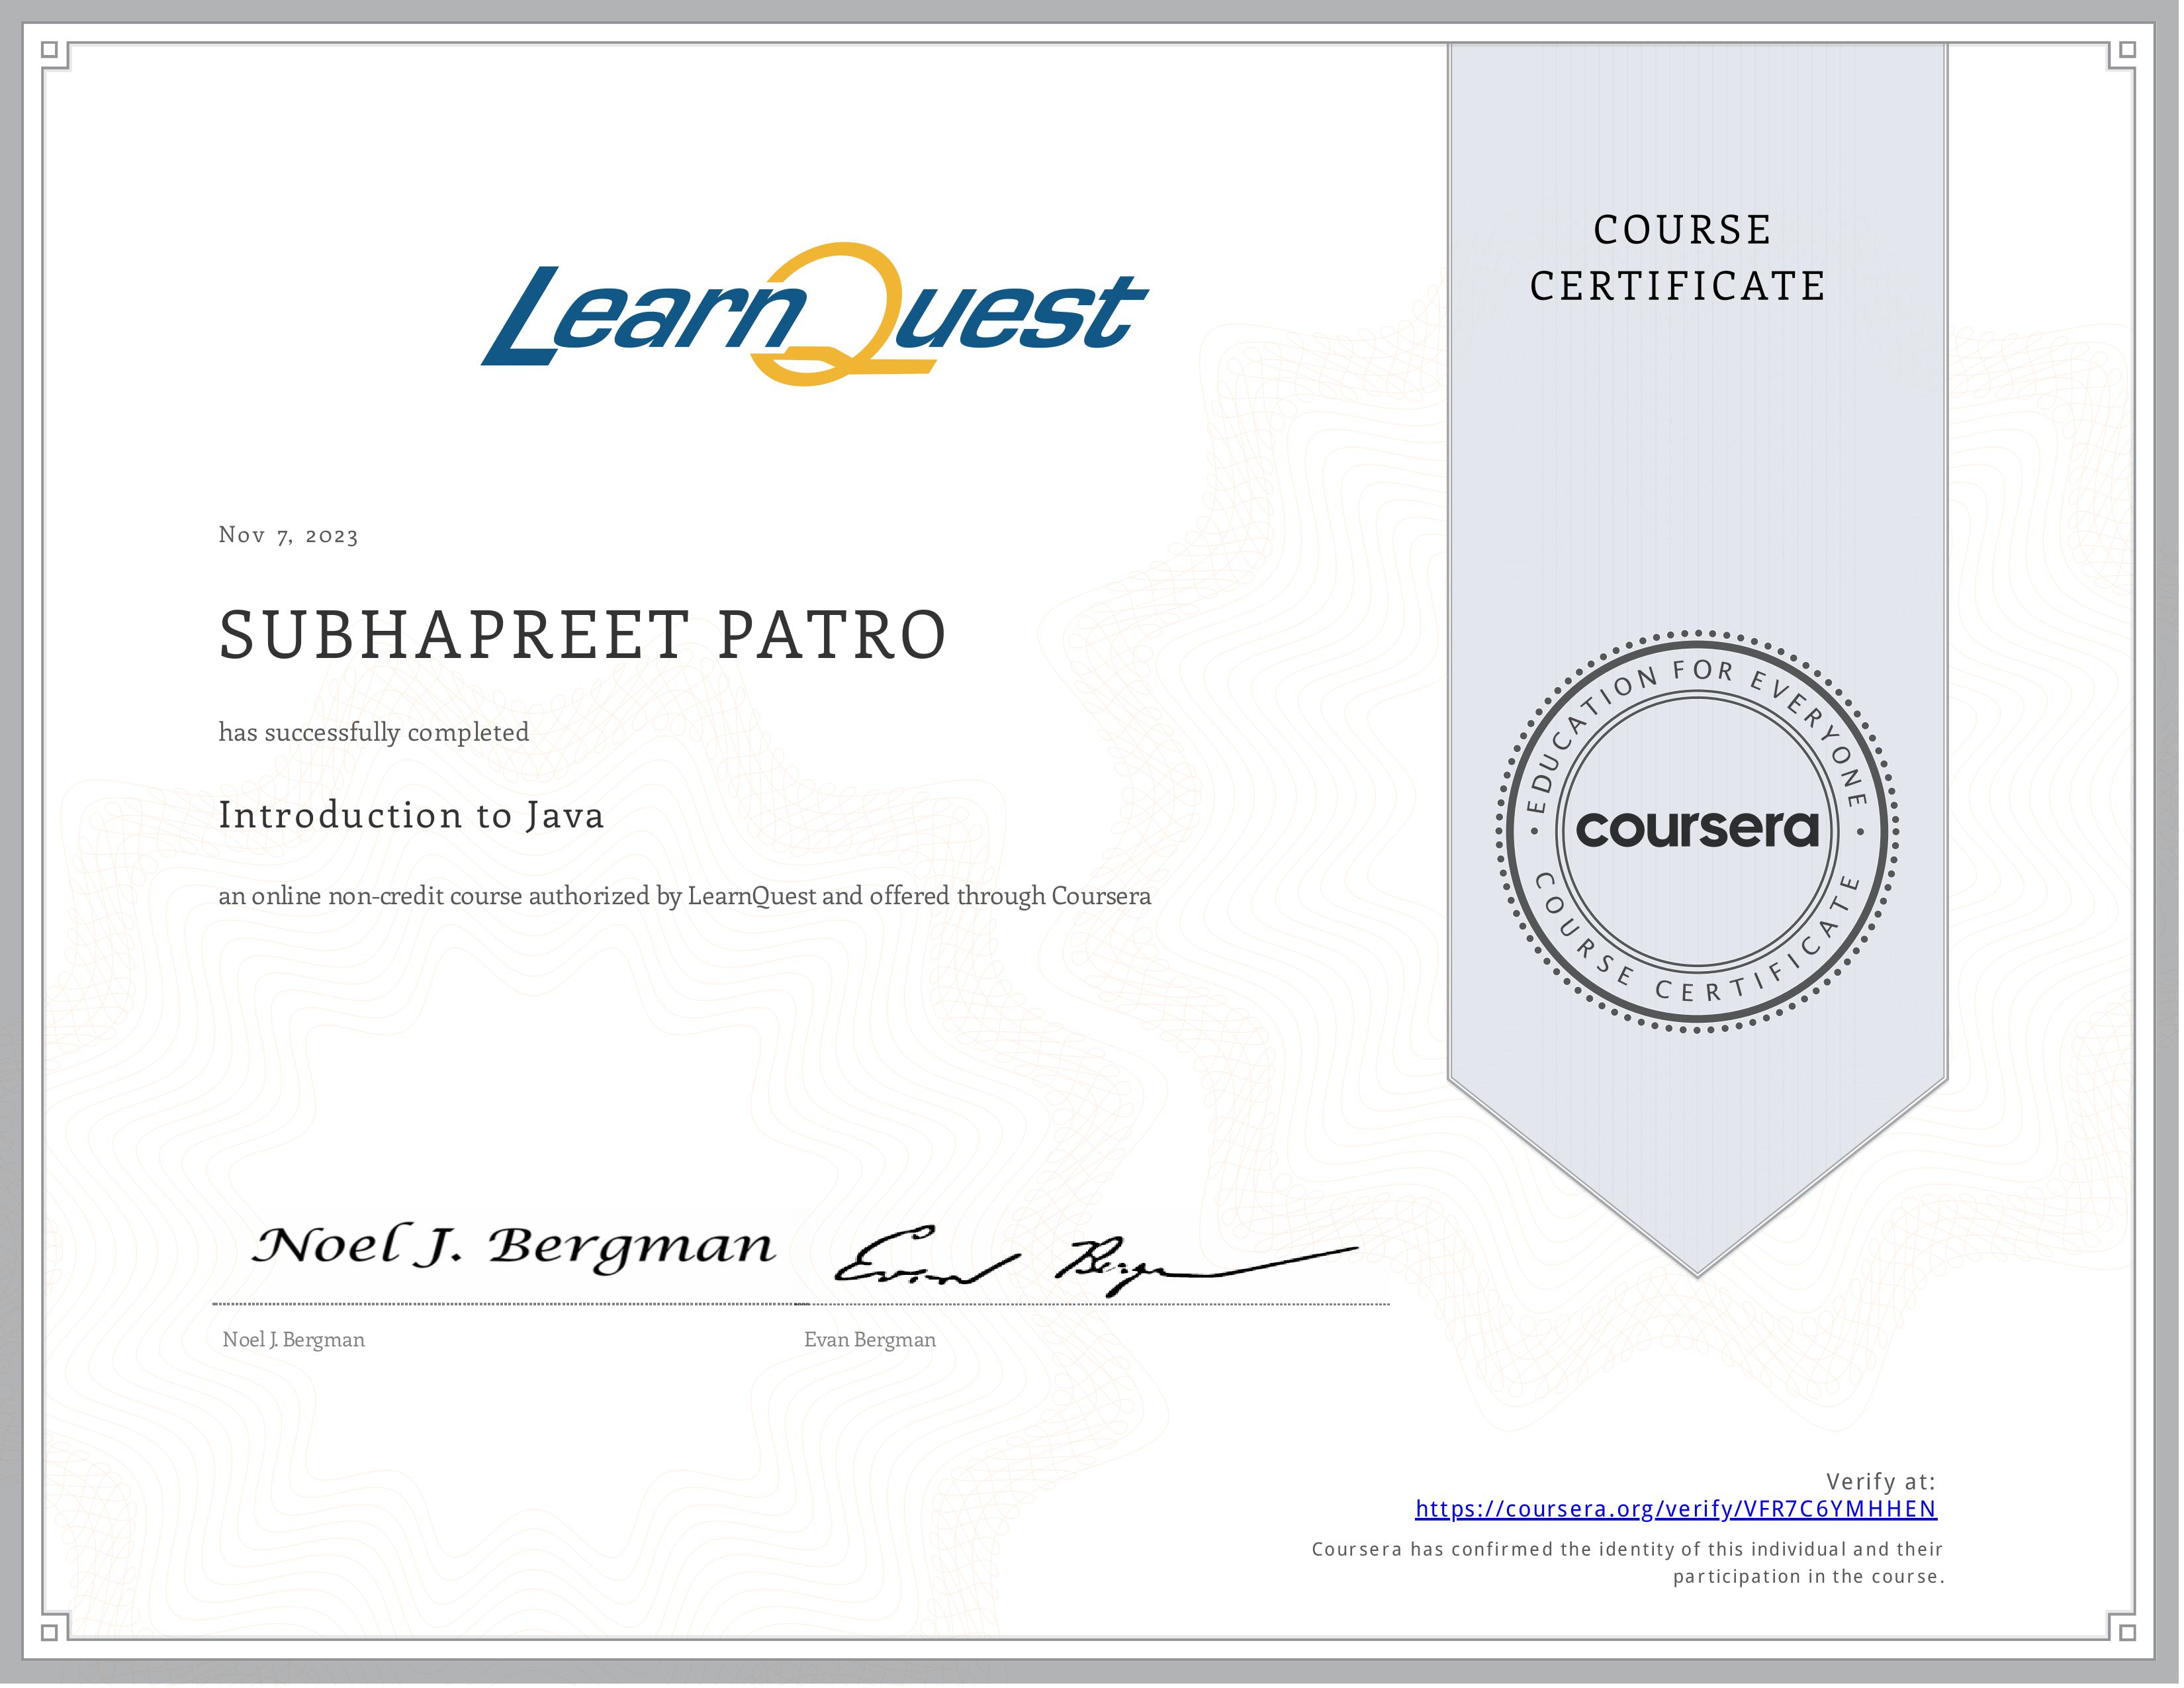 LearnQuest
COURSE
CERTIFICATE
Nov 7, 2023
SUBHAPREET PATRO
has successfully completed
Introduction to Java
an online non-credit course authorized by LearnQuest and offered through Coursera
EDUCATION FOR EVERYONE
coursera
COURSE CERTIFICATE
Noel J. Bergman
Evan Bergman
Noel J. Bergman
Evan Bergman
Verify at:
https://coursera.org/verify/VFR7C6YMHHEN
Coursera has confirmed the identity of this individual and their
participation in the course.